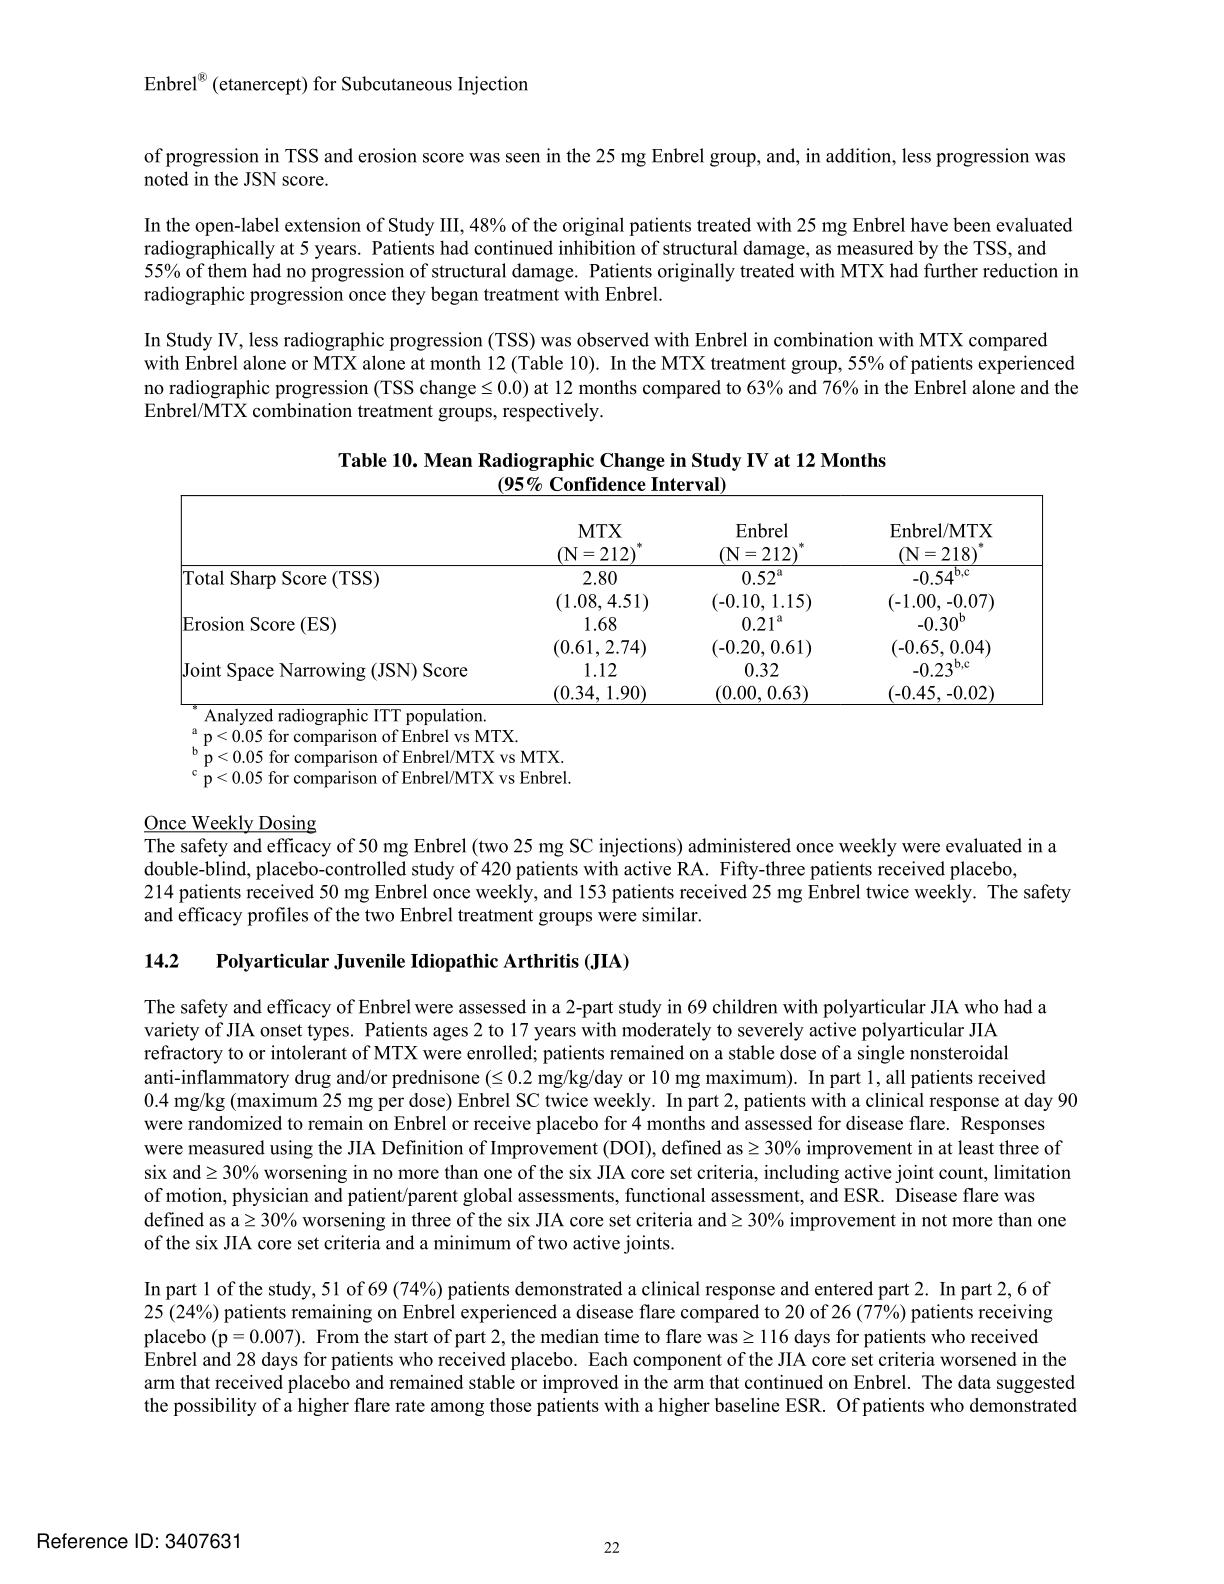 Enbrel® (etanercept) for Subcutaneous Injection
of progression in TSS and erosion score was seen in the 25 mg Enbrel group, and, in addition, less progression was
noted in the JSN score.
In the open-label extension of Study III, 48% of the original patients treated with 25 mg Enbrel have been evaluated
radiographically at 5 years.  Patients had continued inhibition of structural damage, as measured by the TSS, and
55% of them had no progression of structural damage.  Patients originally treated with MTX had further reduction in
radiographic progression once they began treatment with Enbrel.
In Study IV, less radiographic progression (TSS) was observed with Enbrel in combination with MTX compared
with Enbrel alone or MTX alone at month 12 (Table 10).  In the MTX treatment group, 55% of patients experienced
no radiographic progression (TSS change ≤ 0.0) at 12 months compared to 63% and 76% in the Enbrel alone and the
Enbrel/MTX combination treatment groups, respectively.
Table 10. Mean Radiographic Change in Study IV at 12 Months
(95% Confidence Interval)
MTX Enbrel Enbrel/MTX
(N = 212)* (N = 212)* (N = 218)*
Total Sharp Score (TSS) 2.80 0.52a -0.54b,c
(1.08, 4.51) (-0.10, 1.15) (-1.00, -0.07)
Erosion Score (ES) 1.68 0.21a -0.30b
(0.61, 2.74) (-0.20, 0.61) (-0.65, 0.04)
Joint Space Narrowing (JSN) Score 1.12 0.32 -0.23b,c
(0.34, 1.90) (0.00, 0.63) (-0.45, -0.02)
* Analyzed radiographic ITT population.
a p < 0.05 for comparison of Enbrel vs MTX.
b p < 0.05 for comparison of Enbrel/MTX vs MTX.
c p < 0.05 for comparison of Enbrel/MTX vs Enbrel.
Once Weekly Dosing
The safety and efficacy of 50 mg Enbrel (two 25 mg SC injections) administered once weekly were evaluated in a
double-blind, placebo-controlled study of 420 patients with active RA.  Fifty-three patients received placebo,
214 patients received 50 mg Enbrel once weekly, and 153 patients received 25 mg Enbrel twice weekly.  The safety
and efficacy profiles of the two Enbrel treatment groups were similar.
14.2 Polyarticular Juvenile Idiopathic Arthritis (JIA)
The safety and efficacy of Enbrel were assessed in a 2-part study in 69 children with polyarticular JIA who had a
variety of JIA onset types.  Patients ages 2 to 17 years with moderately to severely active polyarticular JIA
refractory to or intolerant of MTX were enrolled; patients remained on a stable dose of a single nonsteroidal
anti-inflammatory drug and/or prednisone (≤ 0.2 mg/kg/day or 10 mg maximum).  In part 1, all patients received
0.4 mg/kg (maximum 25 mg per dose) Enbrel SC twice weekly.  In part 2, patients with a clinical response at day 90
were randomized to remain on Enbrel or receive placebo for 4 months and assessed for disease flare.  Responses
were measured using the JIA Definition of Improvement (DOI), defined as ≥ 30% improvement in at least three of
six and ≥ 30% worsening in no more than one of the six JIA core set criteria, including active joint count, limitation
of motion, physician and patient/parent global assessments, functional assessment, and ESR.  Disease flare was
defined as a ≥ 30% worsening in three of the six JIA core set criteria and ≥ 30% improvement in not more than one
of the six JIA core set criteria and a minimum of two active joints.
In part 1 of the study, 51 of 69 (74%) patients demonstrated a clinical response and entered part 2.  In part 2, 6 of
25 (24%) patients remaining on Enbrel experienced a disease flare compared to 20 of 26 (77%) patients receiving
placebo (p = 0.007).  From the start of part 2, the median time to flare was ≥ 116 days for patients who received
Enbrel and 28 days for patients who received placebo.  Each component of the JIA core set criteria worsened in the
arm that received placebo and remained stable or improved in the arm that continued on Enbrel.  The data suggested
the possibility of a higher flare rate among those patients with a higher baseline ESR.  Of patients who demonstrated
Reference ID: 3407631
22